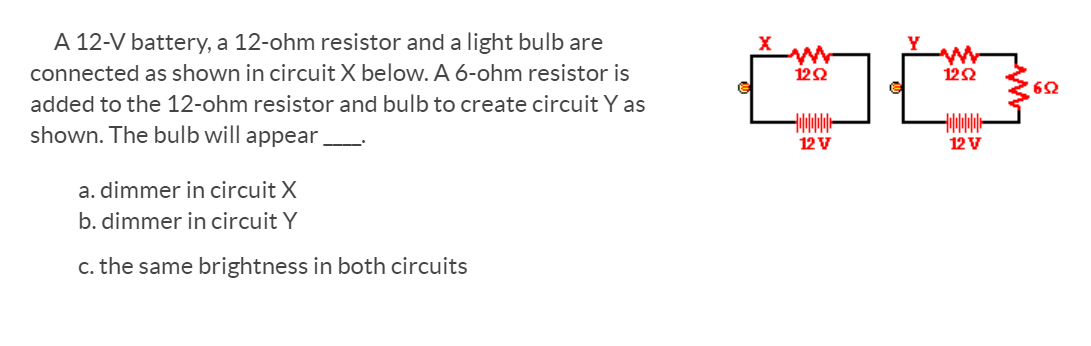 A 12-V battery, a 12-ohm resistor and a light bulb are
connected as shown in circuit X below. A 6-ohm resistor is
added to the 12-ohm resistor and bulb to create circuit Y as
shown. The bulb will appear ____.
a. dimmer in circuit X
b. dimmer in circuit Y
c. the same brightness in both circuits
X
12Ω
12 V
Y
12Ω
6Ω
12 V